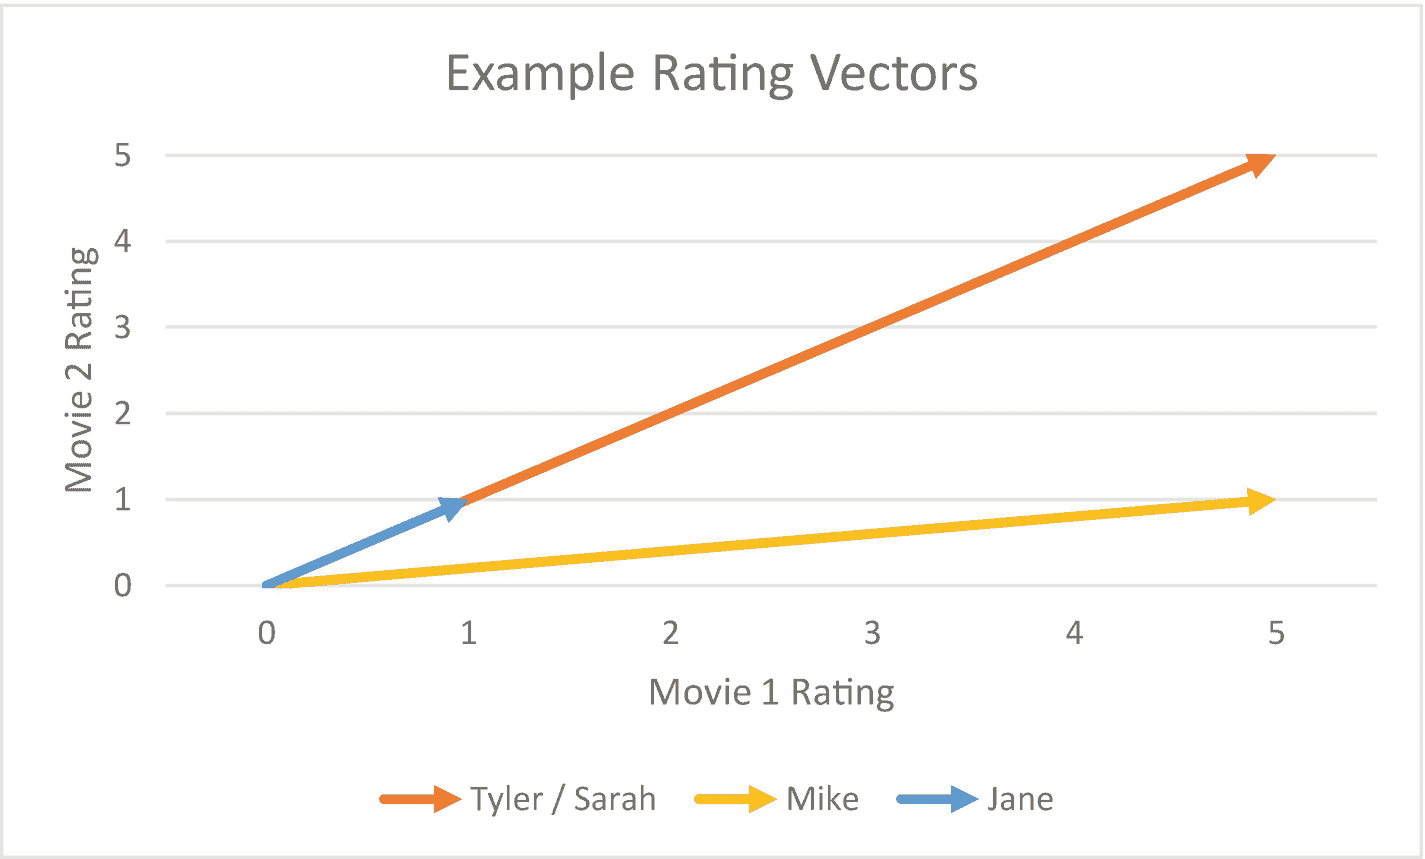 Example Rating Vectors
5
4
3
2
1
0
Movie 2 Rating
0 1 2 3 4 5
Movie 1 Rating
Tyler / Sarah Mike Jane